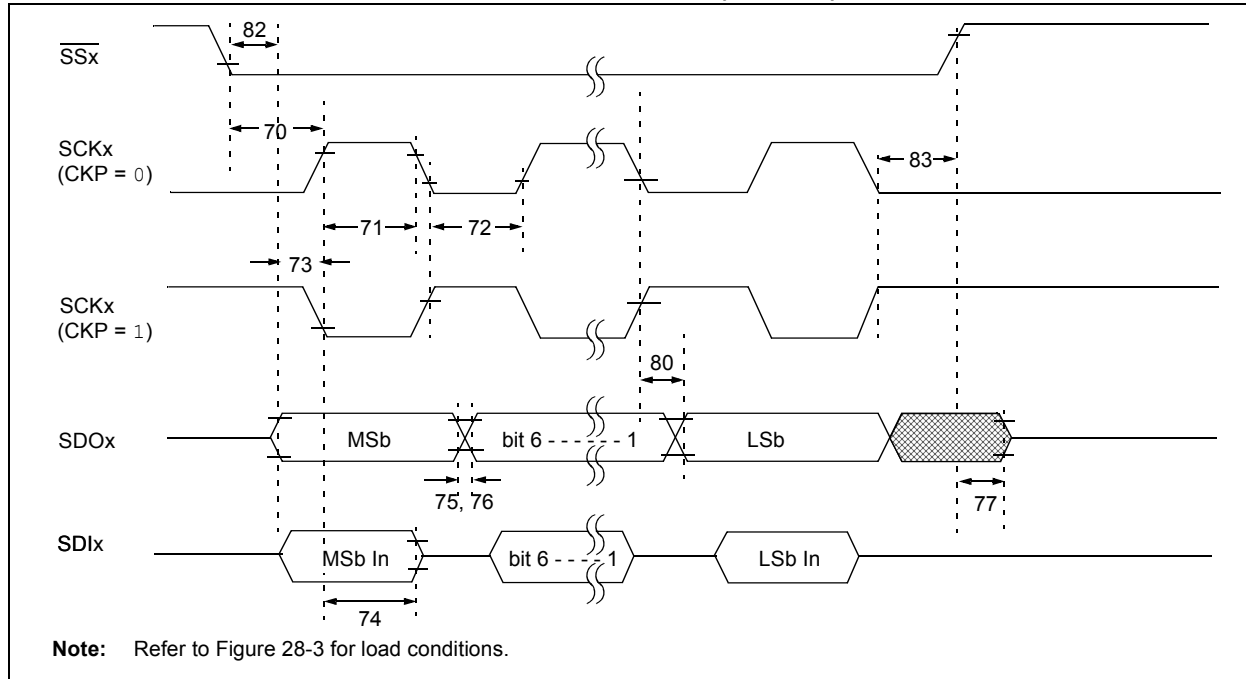 82
SSx
70
SCKx
(CKP = 0)
83
71
72
73
SCKx
(CKP = 1)
80
SDOx
MSb
bit 6 - - - - - - 1
LSb
75, 76
77
SDIx
MSb In
bit 6 - - - - 1
LSb In
74
Note: Refer to Figure 28-3 for load conditions.